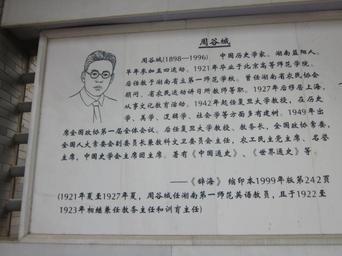 周谷城
周谷城(1898—1996) 中国历史学家。湖南益阳人。
早年参加五四运动。1921年毕业于北京高等师范学院。
后任教于湖南省立第一师范学校。曾任湖南省农民协会
顾问、省农民运动讲习所教师等职。1927年后移居上海,
从事文化教育活动。1942年起任复旦大学教授,在历史
学、美学、逻辑学、社会学等方面多有建树。1949年出
席全国政协第一届全体会议。后任复旦大学教授、教务长,全国政协常委,
全国人大常委会副委员长兼教科文卫委员会主任,农工民主党主席、名誉
主席,中国史学会主席团主席。著有《中国通史》、《世界通史》等。
——《辞海》 缩印本1999年版第242页
(1921年夏至1927年夏,周谷城任湖南第一师范英语教员,且于1922至
1923年相继兼任教务主任和训育主任)